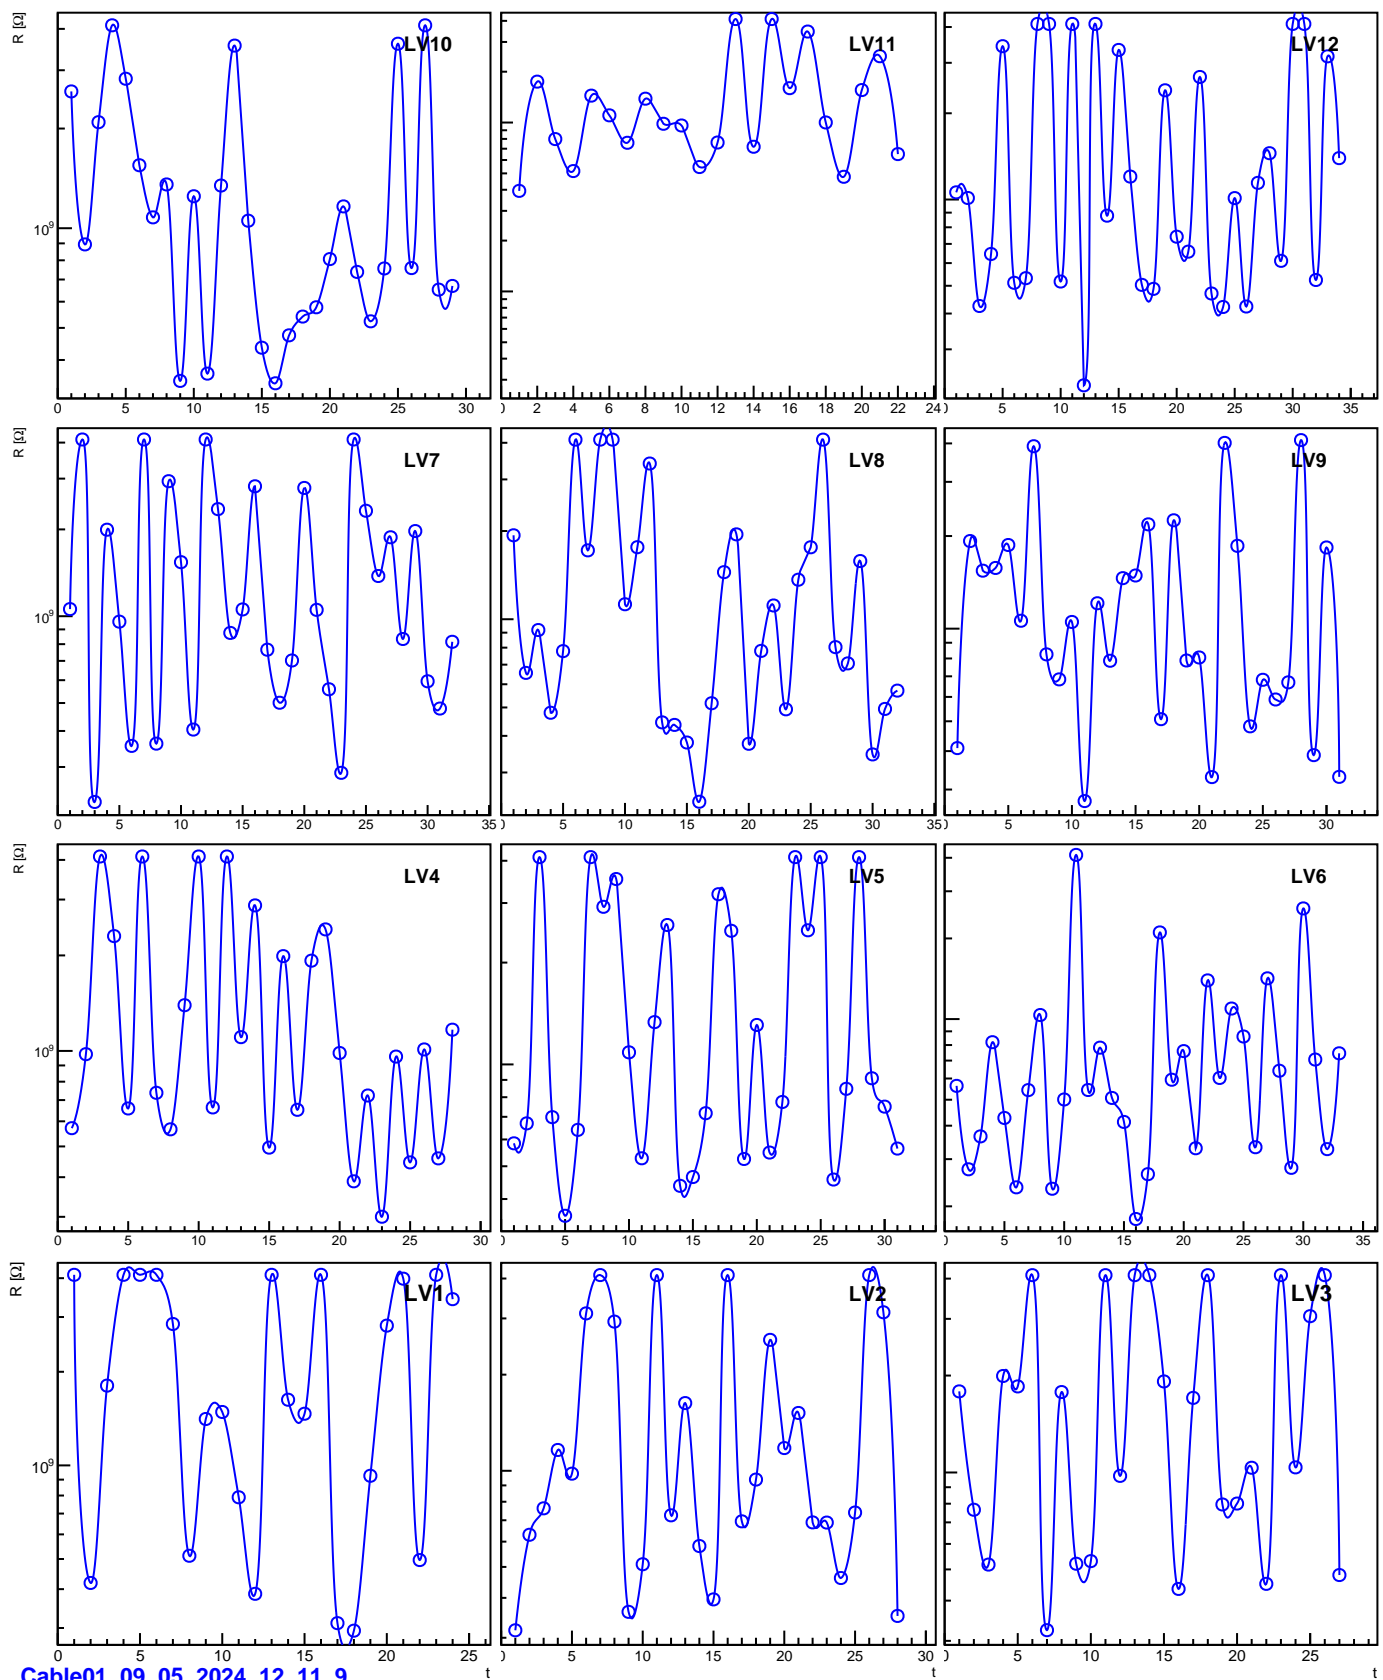 R [Ω]
LV10 LV11 LV12
10⁹
0 5 10 15 20 25 30 2 4 6 8 10 12 14 16 18 20 22 24 5 10 15 20 25 30 35
R [Ω]
LV7 LV8 LV9
10⁹
0 5 10 15 20 25 30 35 5 10 15 20 25 30 35 5 10 15 20 25 30
R [Ω]
LV4 LV5 LV6
10⁹
0 5 10 15 20 25 30 5 10 15 20 25 30 5 10 15 20 25 30 35
R [Ω]
LV1 LV2 LV3
10⁹
0 5 10 15 20 25 5 10 15 20 25 30 5 10 15 20 25
Cable01_09_05_2024_12_11_9 t t t